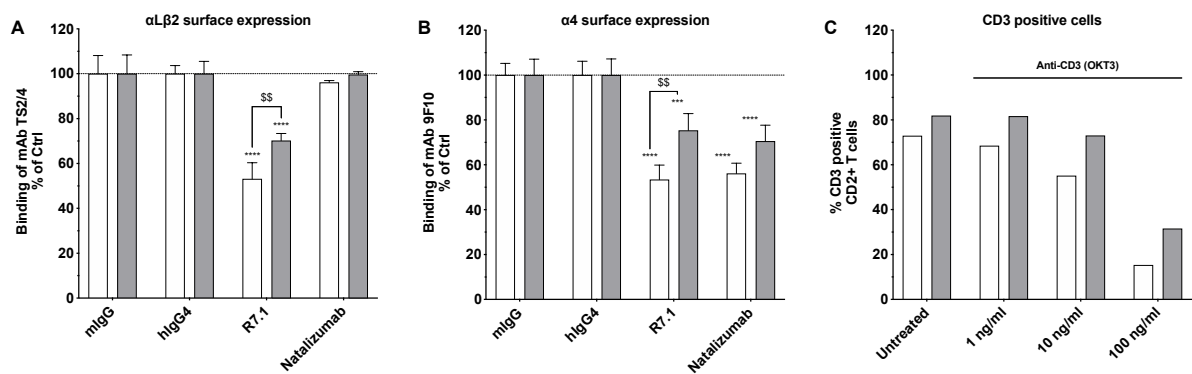 A
αLβ2 surface expression
Binding of mAb TS2/4
% of Ctrl
120
100
80
60
40
20
0
$$
****
****
mIgG
hIgG4
R7.1
Natalizumab
B
α4 surface expression
Binding of mAb 9F10
% of Ctrl
120
100
80
60
40
20
0
$$
****
***
****
****
mIgG
hIgG4
R7.1
Natalizumab
C
CD3 positive cells
Anti-CD3 (OKT3)
% CD3 positive
CD2+ T cells
120
100
80
60
40
20
0
Untreated
1 ng/ml
10 ng/ml
100 ng/ml